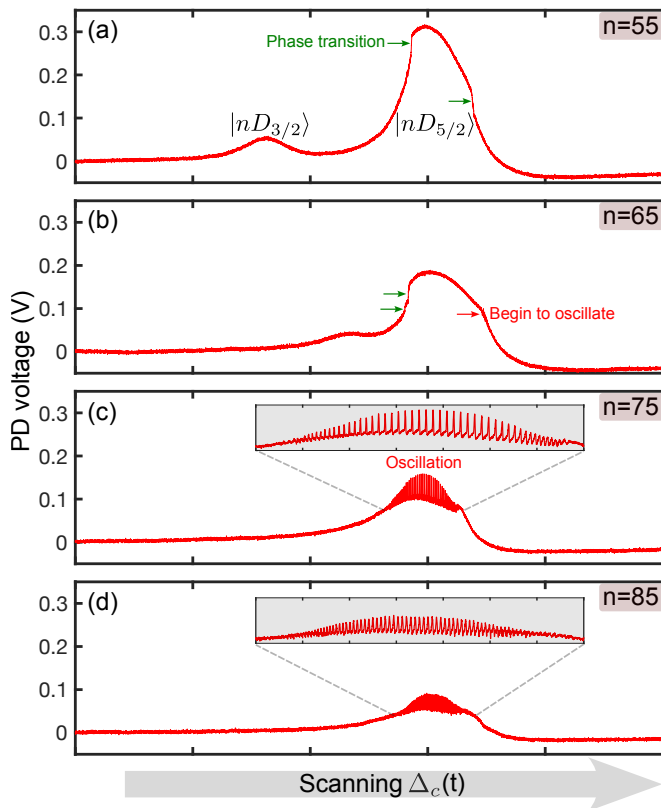 (a)
n=55
Phase transition
|nD3/2⟩
|nD5/2⟩
0.3
0.2
0.1
0
(b)
n=65
Begin to oscillate
0.3
0.2
0.1
0
PD voltage (V)
(c)
n=75
Oscillation
0.3
0.2
0.1
0
(d)
n=85
0.3
0.2
0.1
0
Scanning Δc(t)